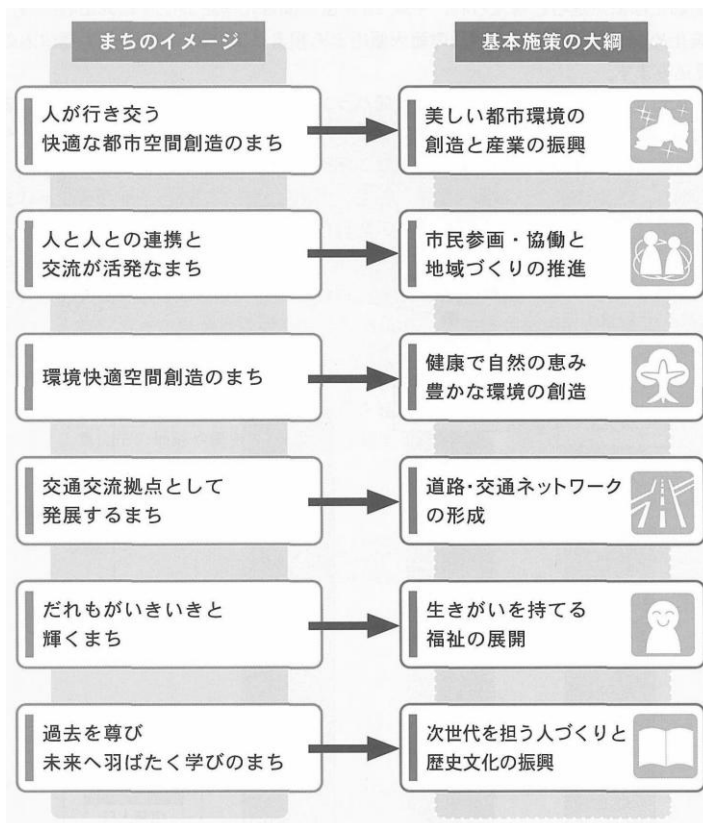 まちのイメージ
基本施策の大綱
人が行き交う
快適な都市空間創造のまち
美しい都市環境の
創造と産業の振興
人と人との連携と
交流が活発なまち
市民参画・協働と
地域づくりの推進
環境快適空間創造のまち
健康で自然の恵み
豊かな環境の創造
交通交流拠点として
発展するまち
道路・交通ネットワーク
の形成
だれもがいきいきと
輝くまち
生きがいを持てる
福祉の展開
過去を尊び
未来へ羽ばたく学びのまち
次世代を担う人づくりと
歴史文化の振興